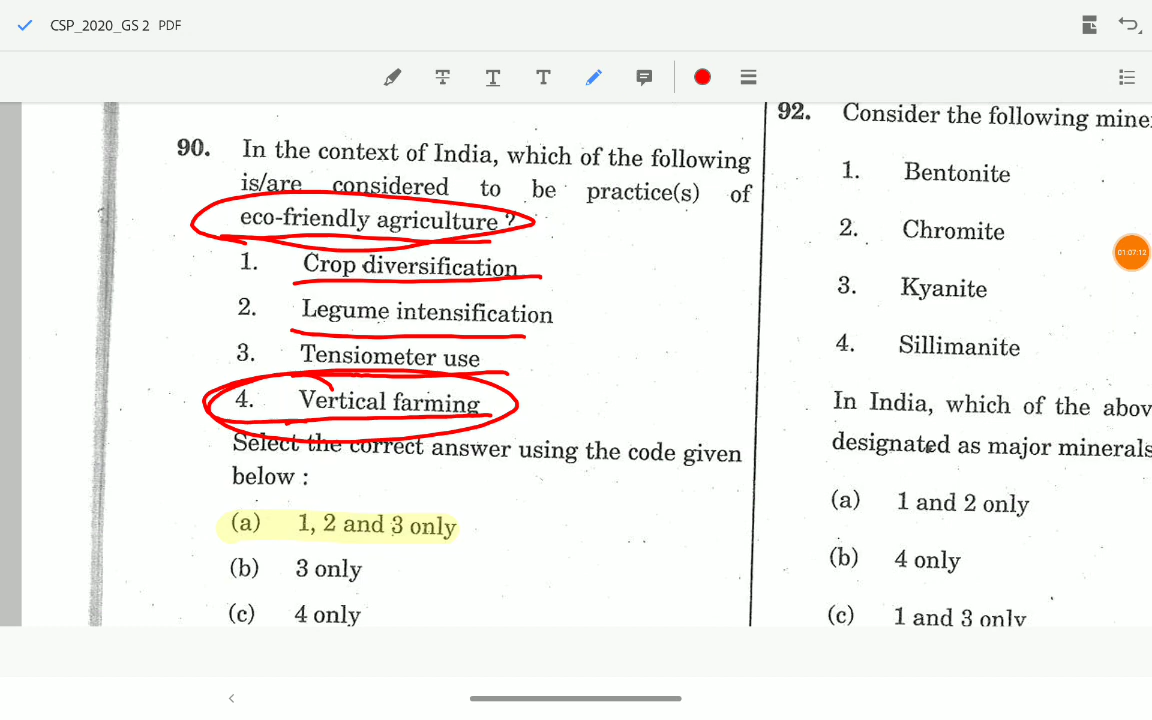 CSP_2020_GS 2 PDF
90. In the context of India, which of the following
is/are considered to be practice(s) of
eco-friendly agriculture ?
1. Crop diversification
2. Legume intensification
3. Tensiometer use
4. Vertical farming
Select the correct answer using the code given
below :
(a) 1, 2 and 3 only
(b) 3 only
(c) 4 only
92. Consider the following mine
1. Bentonite
2. Chromite
3. Kyanite
4. Sillimanite
In India, which of the abov
designated as major minerals
(a) 1 and 2 only
(b) 4 only
(c) 1 and 3 only
01:07:12